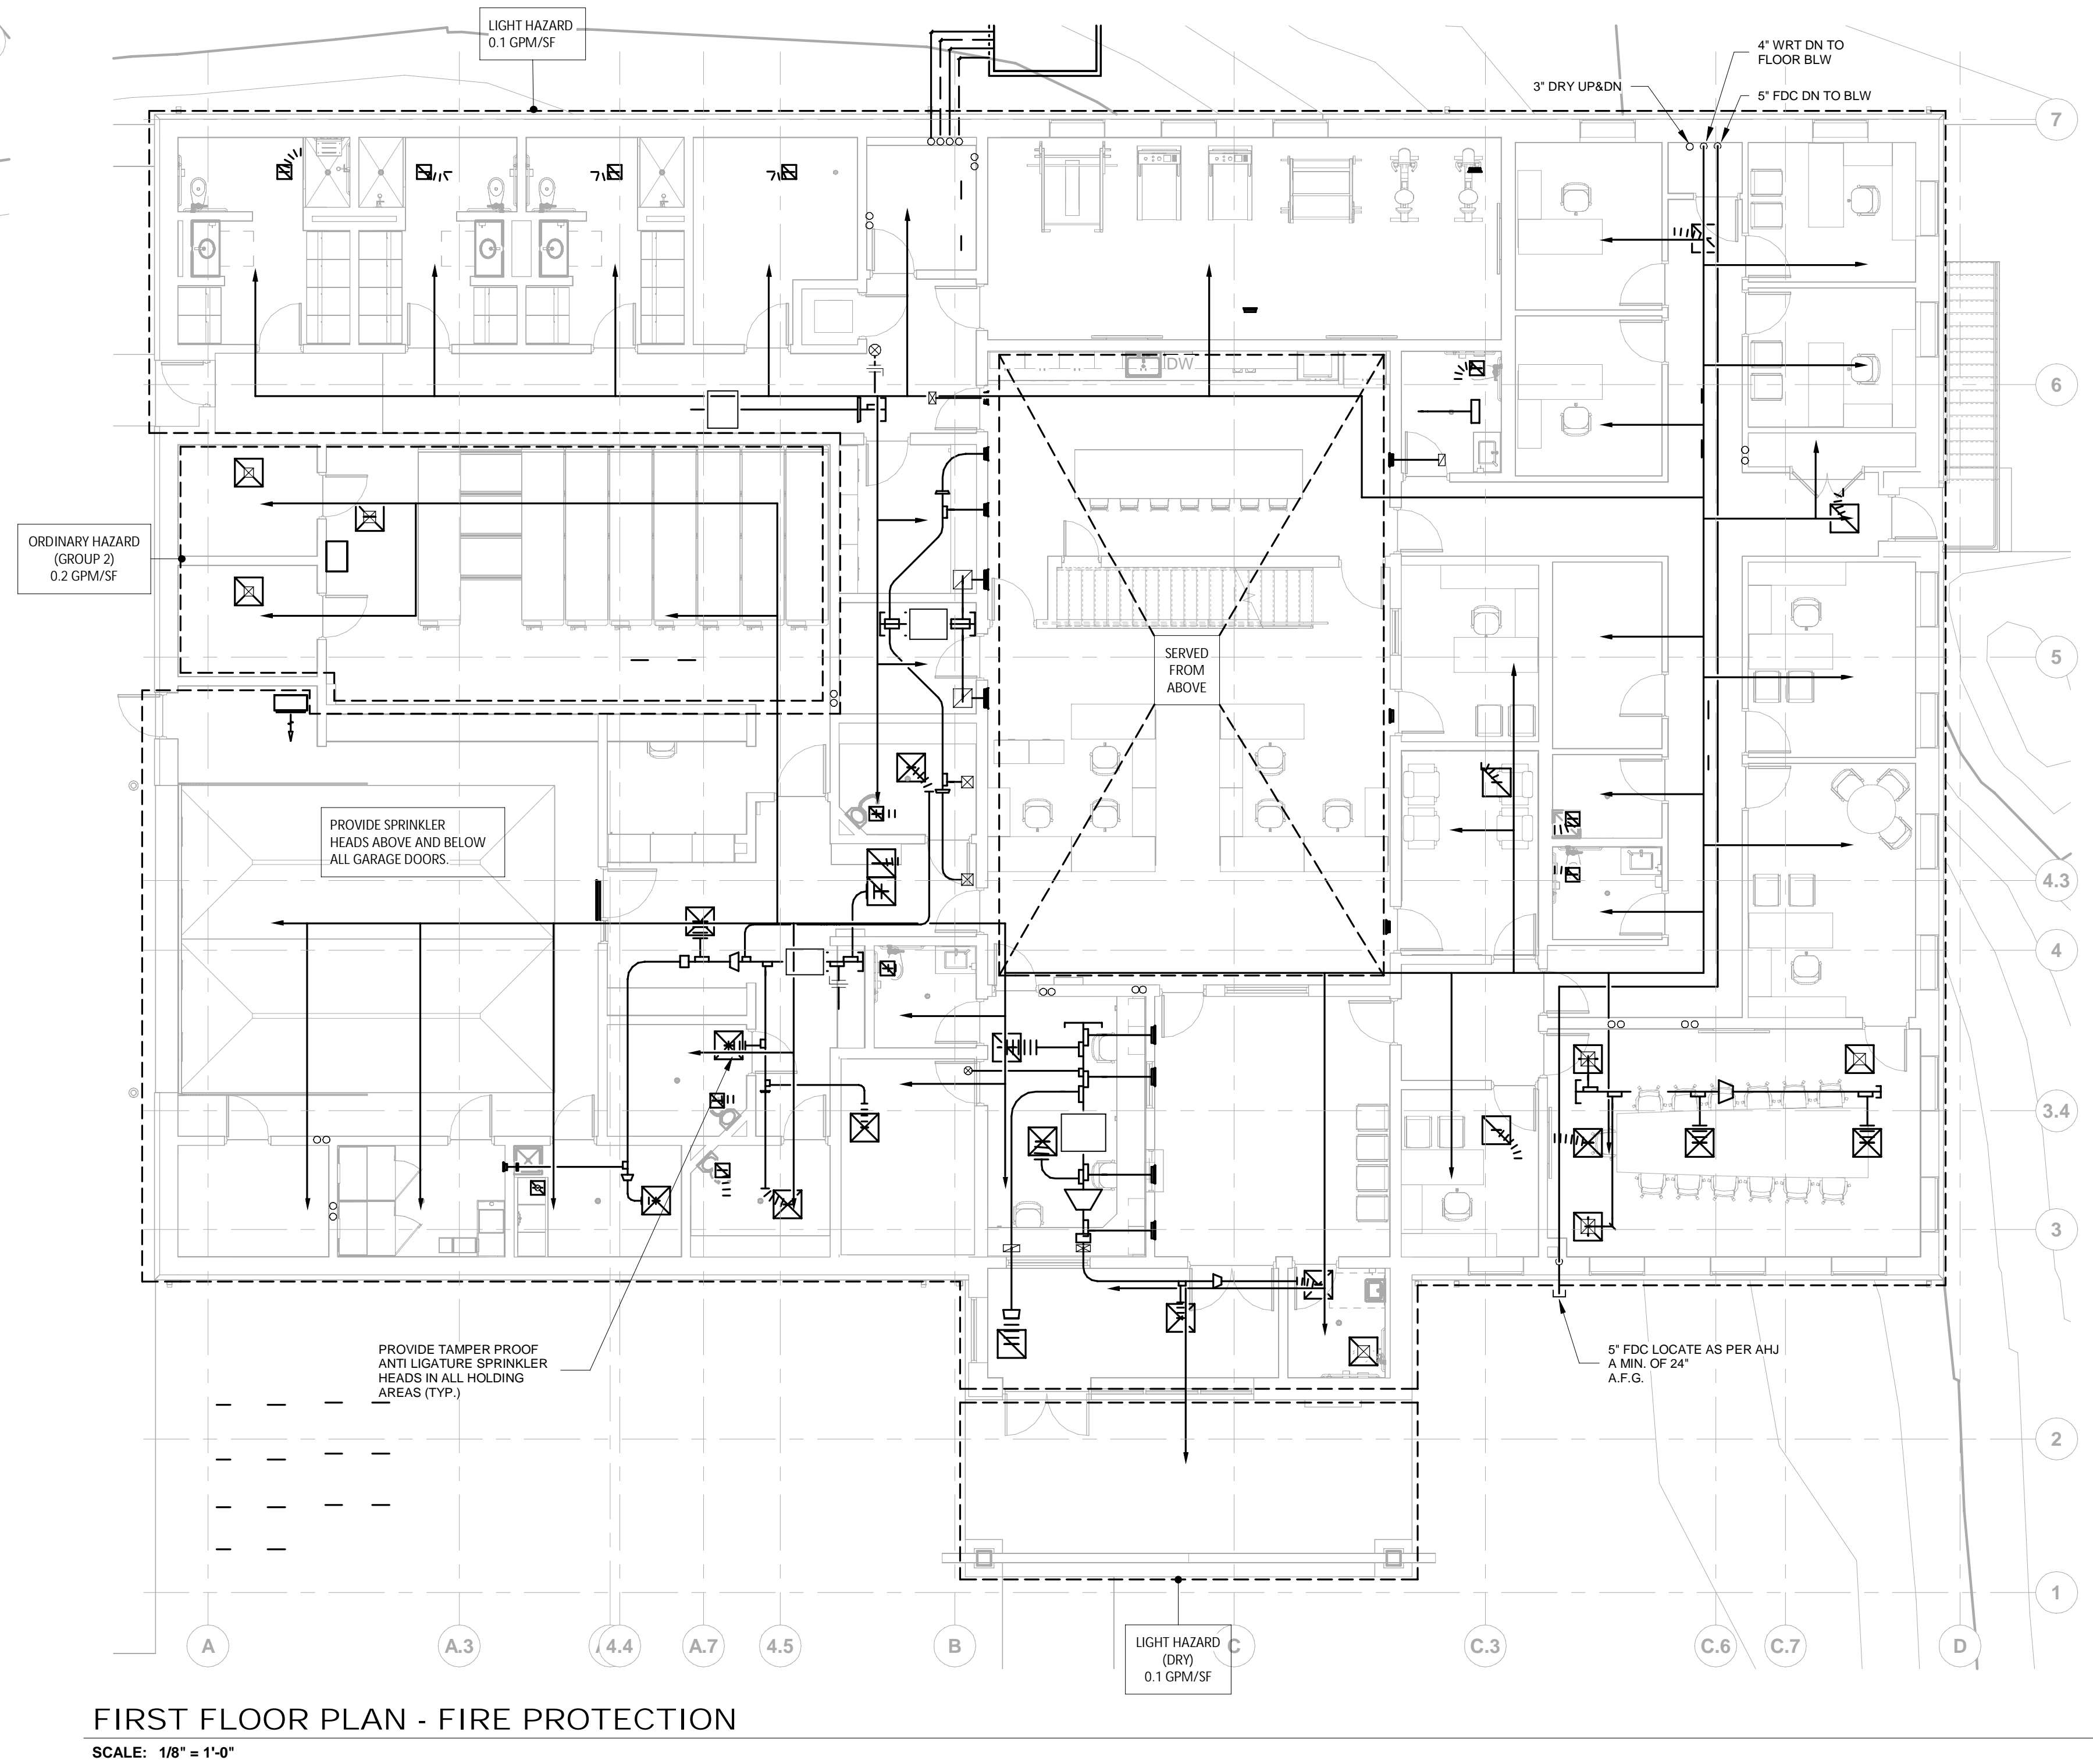 LIGHT HAZARD
0.1 GPM/SF
4" WRT DN TO
FLOOR BLW
3" DRY UP&DN
5" FDC DN TO BLW
7
DW
6
ORDINARY HAZARD
(GROUP 2)
0.2 GPM/SF
SERVED
FROM
ABOVE
5
PROVIDE SPRINKLER
HEADS ABOVE AND BELOW
ALL GARAGE DOORS.
4.3
4
3.4
3
PROVIDE TAMPER PROOF
ANTI LIGATURE SPRINKLER
HEADS IN ALL HOLDING
AREAS (TYP.)
5" FDC LOCATE AS PER AHJ
A MIN. OF 24"
A.F.G.
2
1
A
A.3
4.4
A.7
4.5
B
C
C.3
C.6
C.7
D
LIGHT HAZARD
(DRY)
0.1 GPM/SF
FIRST FLOOR PLAN - FIRE PROTECTION
SCALE: 1/8" = 1'-0"